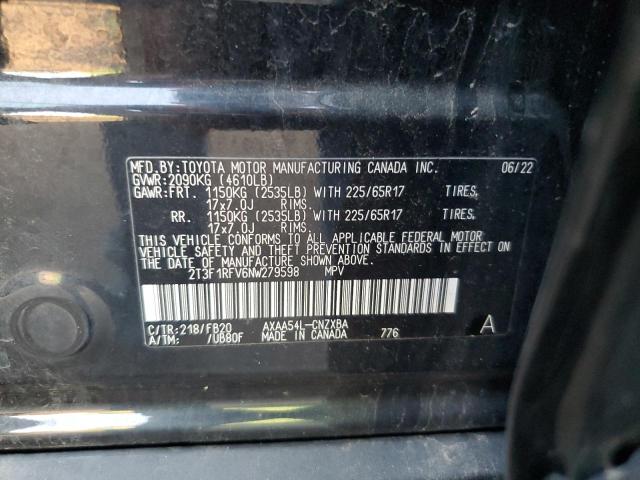 MFD.BY:TOYOTA MOTOR MANUFACTURING CANADA INC. 06/22
GVWR:2090KG (4610LB)
GAWR:FRT. 1150KG (2535LB) WITH 225/65R17 TIRES,
17x7.0J RIMS,
RR. 1150KG (2535LB) WITH 225/65R17 TIRES,
17x7.0J RIMS,
THIS VEHICLE CONFORMS TO ALL APPLICABLE FEDERAL MOTOR
VEHICLE SAFETY AND THEFT PREVENTION STANDARDS IN EFFECT
ON THE DATE OF MANUFACTURE SHOWN ABOVE.
2T3F1RFV6NW279598 MPV
C/TR:218/FB20 AXAA54L-CNZXBA A
A/TM: /UB80F MADE IN CANADA 776